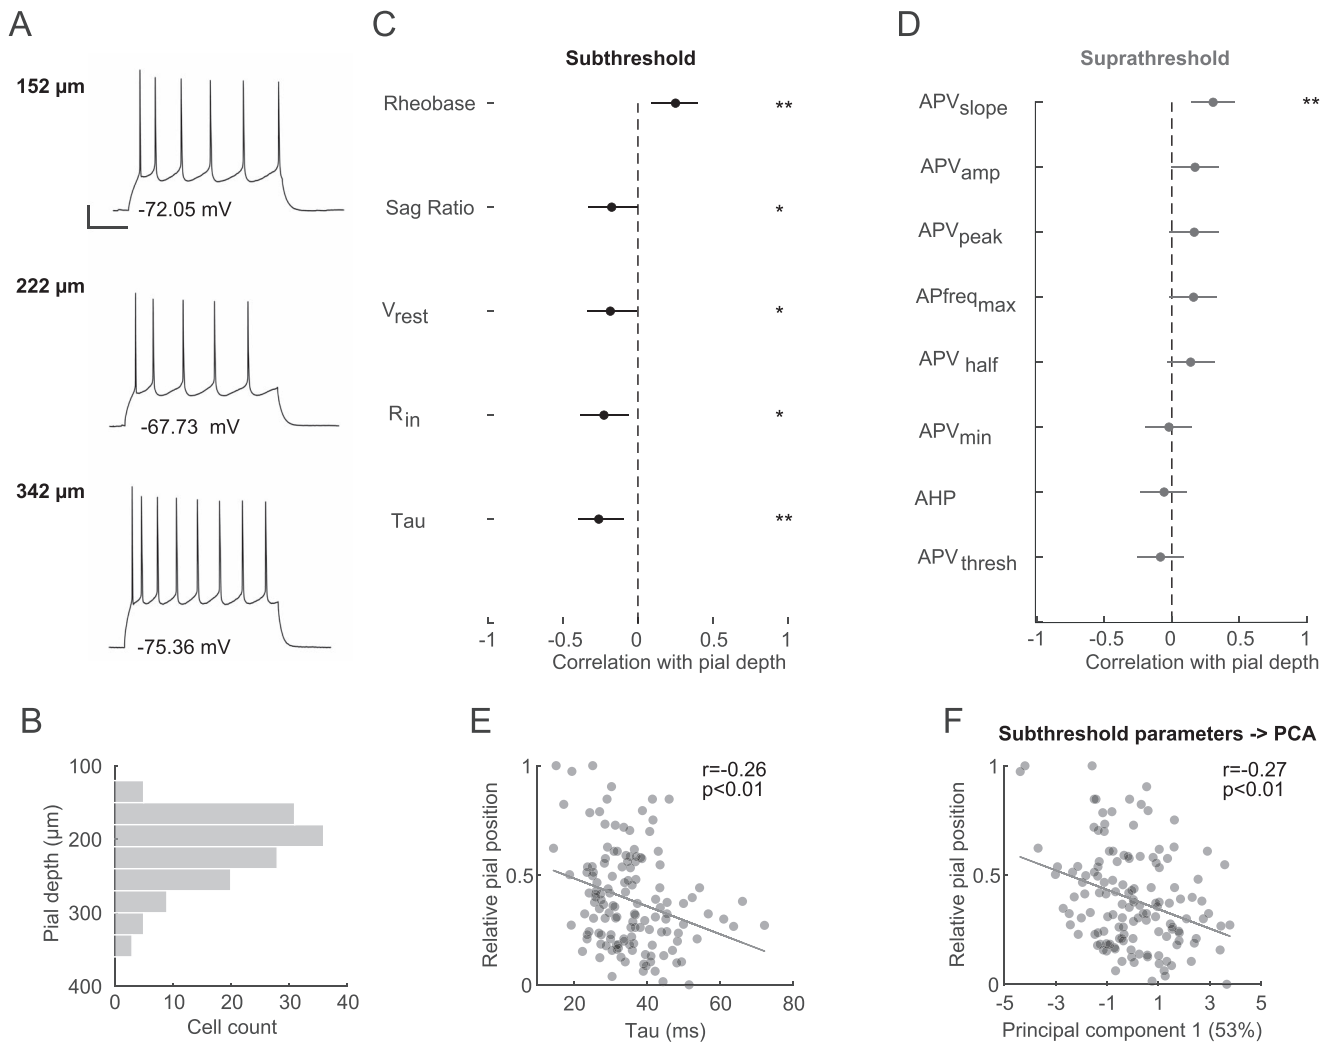 A
152 µm
-72.05 mV
222 µm
-67.73 mV
342 µm
-75.36 mV
C
Subthreshold
Rheobase
**
Sag Ratio
*
Vrest
*
Rin
*
Tau
**
-1 -0.5 0 0.5 1
Correlation with pial depth
D
Suprathreshold
APVslope
**
APVamp
APVpeak
APfreqmax
APV half
APVmin
AHP
APVthresh
-1 -0.5 0 0.5 1
Correlation with pial depth
B
100
200
300
400
Pial depth (µm)
0 10 20 30 40
Cell count
E
r=-0.26
p<0.01
1
0.5
0
Relative pial position
20 40 60 80
Tau (ms)
F
Subthreshold parameters -> PCA
r=-0.27
p<0.01
1
0.5
0
Relative pial position
-5 -3 -1 1 3 5
Principal component 1 (53%)